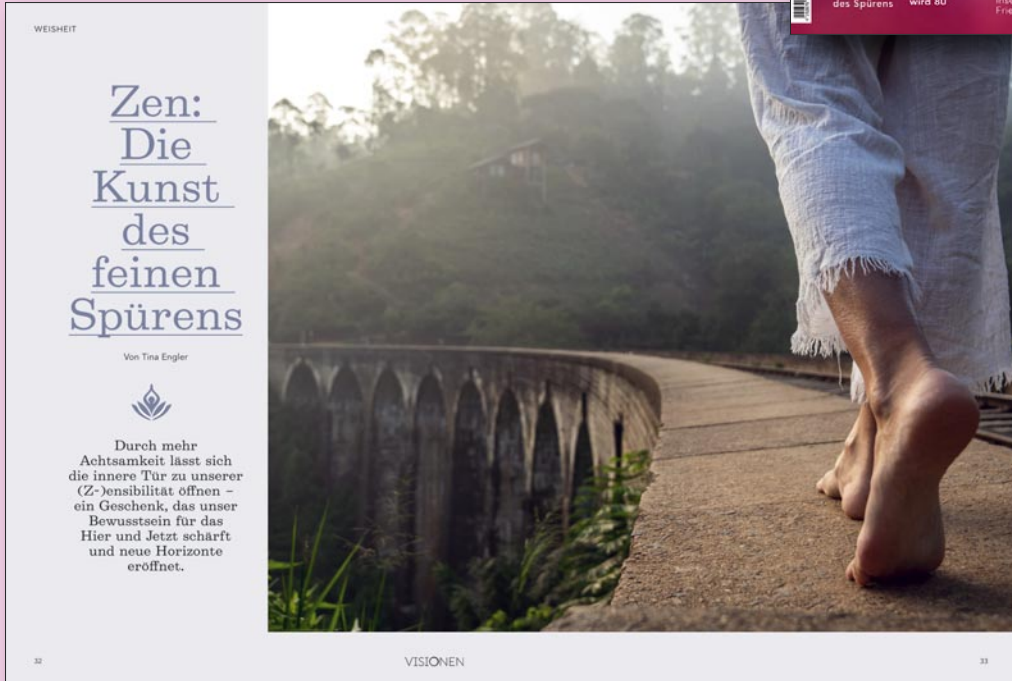 WEISHEIT
Zen:
Die
Kunst
des
feinen
Spürens
Von Tina Engler
Durch mehr
Achtsamkeit lässt sich
die innere Tür zu unserer
(Z-)ensibilität öffnen –
ein Geschenk, das unser
Bewusstsein für das
Hier und Jetzt schärft
und neue Horizonte
eröffnet.
32
VISIONEN
33
des Spürens
wird 80